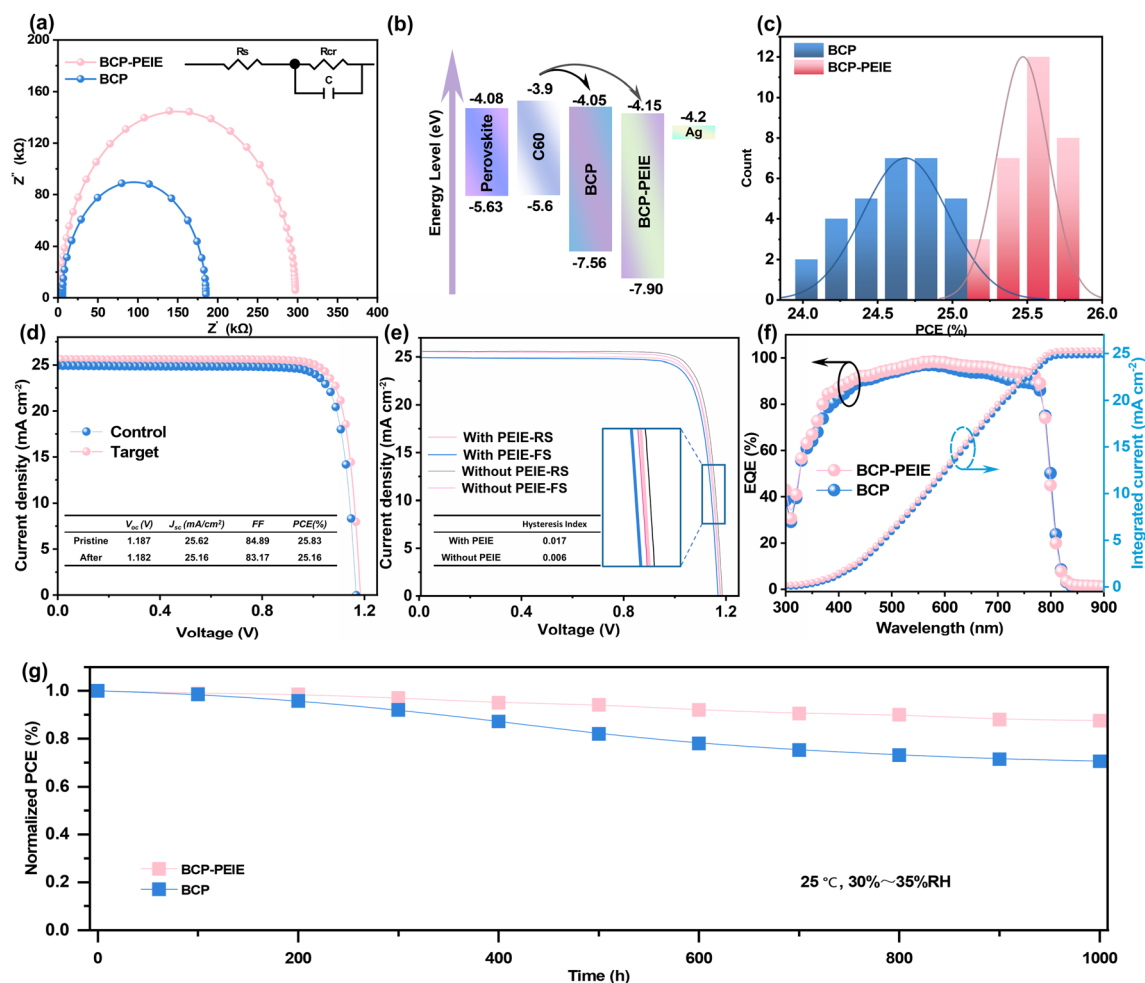 (a)
200
160
120
80
40
0
Z'' (kΩ)
BCP-PEIE
BCP
Rs
Rcr
C
0 50 100 150 200 250 300 350 400
Z' (kΩ)
(b)
Energy Level (eV)
-4.08
Perovskite
-5.63
-3.9
C60
-5.6
-4.05
BCP
-7.56
-4.15
BCP-PEIE
-7.90
-4.2
Ag
(c)
BCP
BCP-PEIE
12
10
8
6
4
2
0
Count
24.0 24.5 25.0 25.5 26.0
PCE (%)
(d)
25
20
15
10
5
0
Current density (mA cm-2)
Control
Target
Voc (V) Jsc (mA/cm2) FF PCE(%)
Pristine 1.187 25.62 84.89 25.83
After 1.182 25.16 83.17 25.16
0.0 0.4 0.8 1.2
Voltage (V)
(e)
30
25
20
15
10
5
0
Current density (mA cm-2)
With PEIE-RS
With PEIE-FS
Without PEIE-RS
Without PEIE-FS
Hysteresis Index
With PEIE 0.017
Without PEIE 0.006
0.0 0.4 0.8 1.2
Voltage (V)
(f)
100
80
60
40
20
0
EQE (%)
BCP-PEIE
BCP
25
20
15
10
5
0
Integrated current (mA cm-2)
300 400 500 600 700 800 900
Wavelength (nm)
(g)
1.0
0.8
0.6
0.4
0.2
0.0
Normalized PCE (%)
BCP-PEIE
BCP
25 ℃, 30%~35%RH
0 200 400 600 800 1000
Time (h)